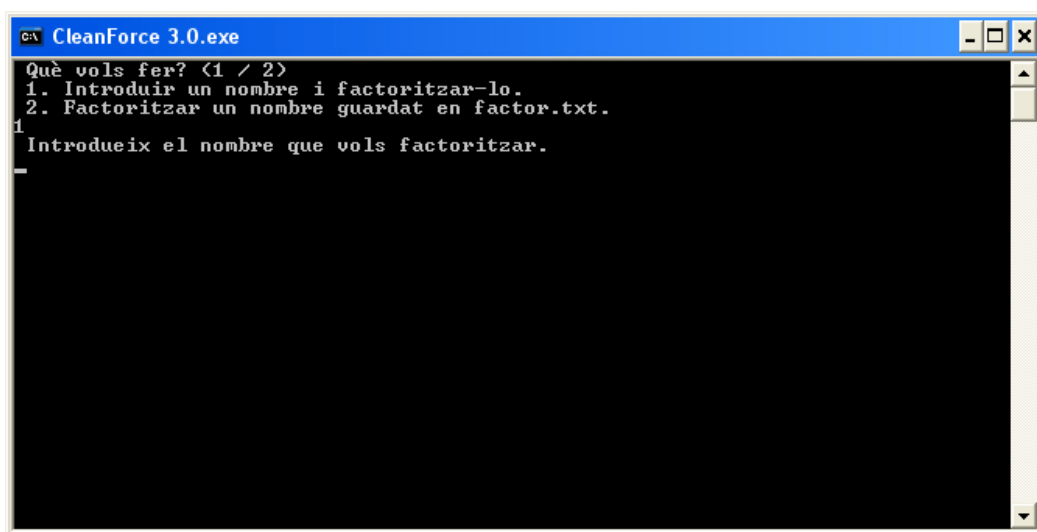 CleanForce 3.0.exe
Què vols fer? (1 / 2)
1. Introduir un nombre i factoritzar-lo.
2. Factoritzar un nombre guardat en factor.txt.
1
Introdueix el nombre que vols factoritzar.